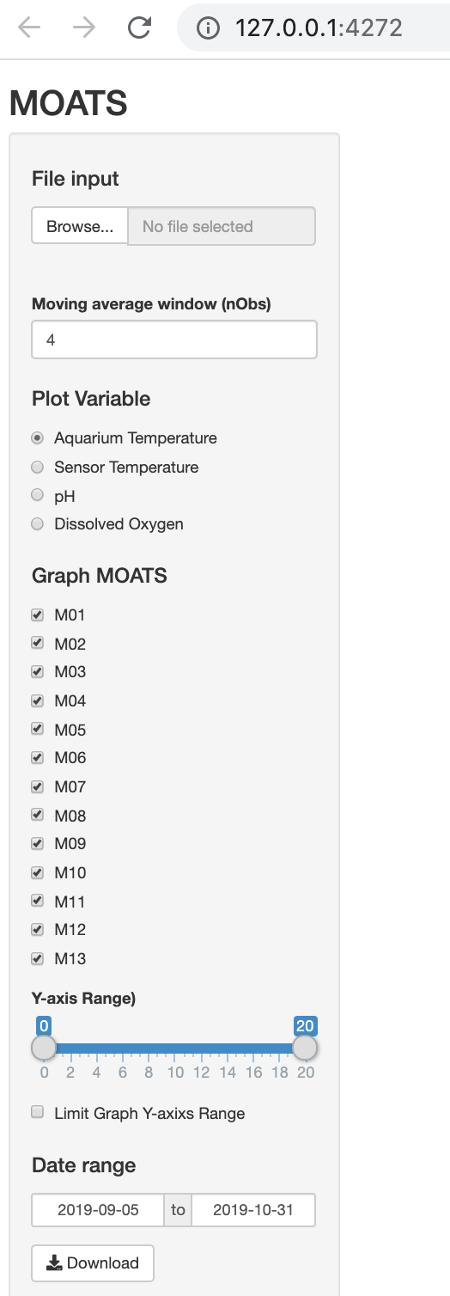 127.0.0.1:4272
MOATS
File input
Browse... No file selected
Moving average window (nObs)
4
Plot Variable
Aquarium Temperature
Sensor Temperature
pH
Dissolved Oxygen
Graph MOATS
M01
M02
M03
M04
M05
M06
M07
M08
M09
M10
M11
M12
M13
Y-axis Range)
0 20
0 2 4 6 8 10 12 14 16 18 20
Limit Graph Y-axixs Range
Date range
2019-09-05 to 2019-10-31
Download